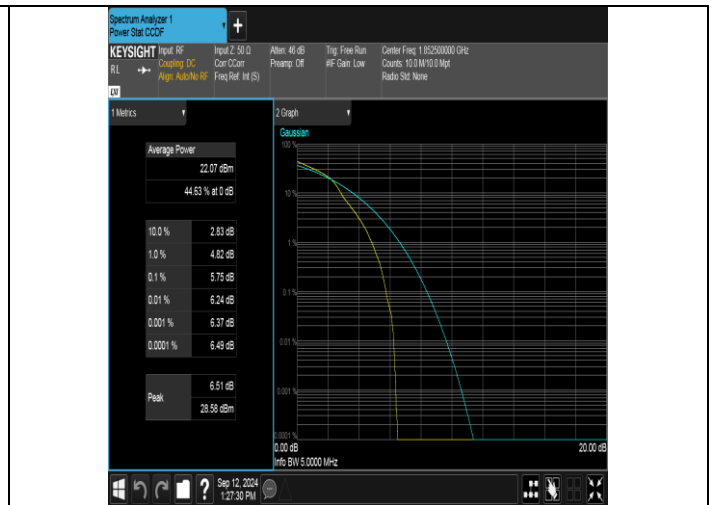 Spectrum Analyzer 1
Power Stat CCDF
KEYSIGHT
RL
LXI
Input: RF
Coupling: DC
Align: Auto/No RF
Input Z: 50 Ω
Corr CCorr
Freq Ref: Int (S)
Atten: 46 dB
Preamp: Off
Trig: Free Run
#IF Gain: Low
Center Freq: 1.852500000 GHz
Counts: 10.0 M/10.0 Mpt
Radio Std: None
1 Metrics
Average Power
22.07 dBm
44.63 % at 0 dB
10.0 % 2.83 dB
1.0 % 4.82 dB
0.1 % 5.75 dB
0.01 % 6.24 dB
0.001 % 6.37 dB
0.0001 % 6.49 dB
Peak
6.51 dB
28.58 dBm
2 Graph
Gaussian
100 %
10 %
1 %
0.1 %
0.01 %
0.001 %
0.0001 %
0.00 dB 20.00 dB
Info BW 5.0000 MHz
Sep 12, 2024
1:27:30 PM